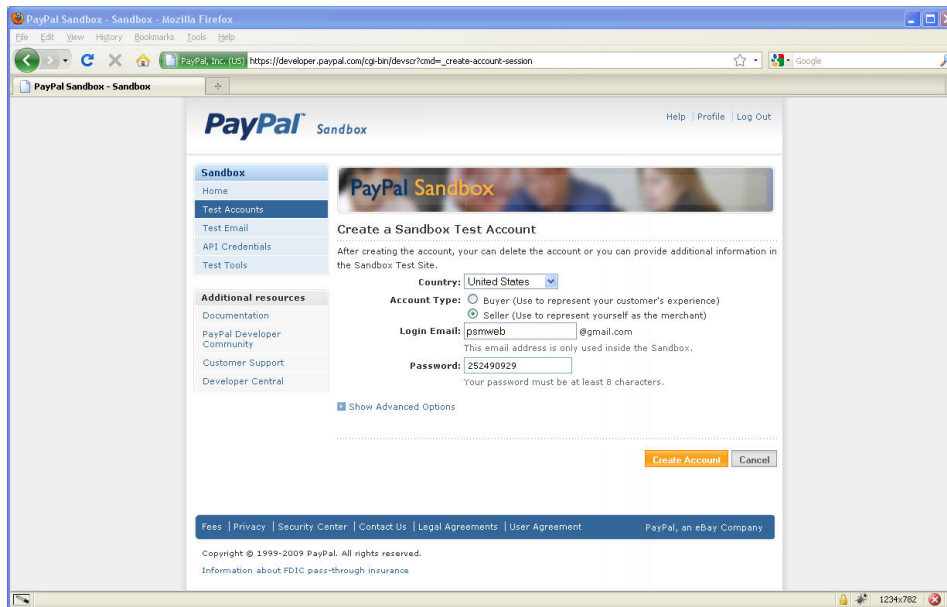 PayPal Sandbox - Sandbox - Mozilla Firefox
File Edit View History Bookmarks Tools Help
PayPal, Inc. (US) https://developer.paypal.com/cgi-bin/devscr?cmd=_create-account-session
Google
PayPal Sandbox - Sandbox
PayPal Sandbox
Help | Profile | Log Out
Sandbox
Home
Test Accounts
Test Email
API Credentials
Test Tools
Additional resources
Documentation
PayPal Developer
Community
Customer Support
Developer Central
PayPal Sandbox
Create a Sandbox Test Account
After creating the account, your can delete the account or you can provide additional information in
the Sandbox Test Site.
Country: United States
Account Type: Buyer (Use to represent your customer's experience)
Seller (Use to represent yourself as the merchant)
Login Email: psmweb @gmail.com
This email address is only used inside the Sandbox.
Password: 252490929
Your password must be at least 8 characters.
Show Advanced Options
Create Account Cancel
Fees | Privacy | Security Center | Contact Us | Legal Agreements | User Agreement PayPal, an eBay Company
Copyright © 1999-2009 PayPal. All rights reserved.
Information about FDIC pass-through insurance
1234x782